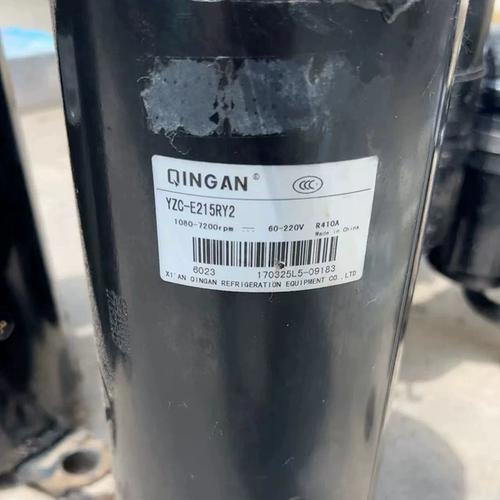 QINGAN® CCC
YZC-E215RY2
1080-7200rpm ⎓ 60-220V R410A
Made in China
6023 170325L5-09183
XI'AN QINGAN REFRIGERATION EQUIPMENT CO.,LTD